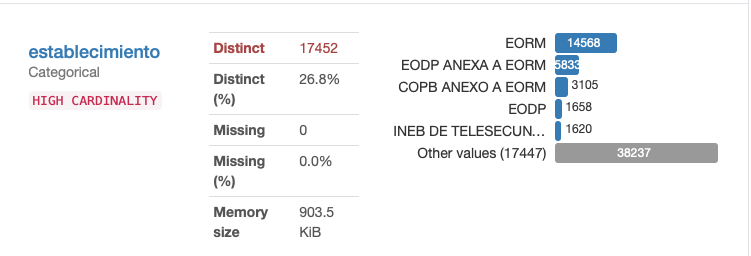 establecimiento
Categorical
HIGH CARDINALITY
Distinct 17452
Distinct (%) 26.8%
Missing 0
Missing (%) 0.0%
Memory size 903.5 KiB
EORM 14568
EODP ANEXA A EORM 5833
COPB ANEXO A EORM 3105
EODP 1658
INEB DE TELESECUN… 1620
Other values (17447) 38237